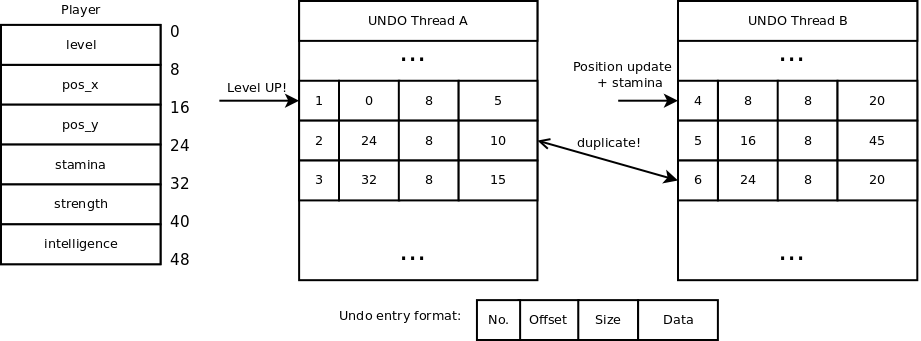 Player
0
level
8
pos_x
16
pos_y
24
stamina
32
strength
40
intelligence
48
Level UP!
UNDO Thread A
...
1 0 8 5
2 24 8 10
3 32 8 15
...
Position update
+ stamina
duplicate!
UNDO Thread B
...
4 8 8 20
5 16 8 45
6 24 8 20
...
Undo entry format: No. Offset Size Data